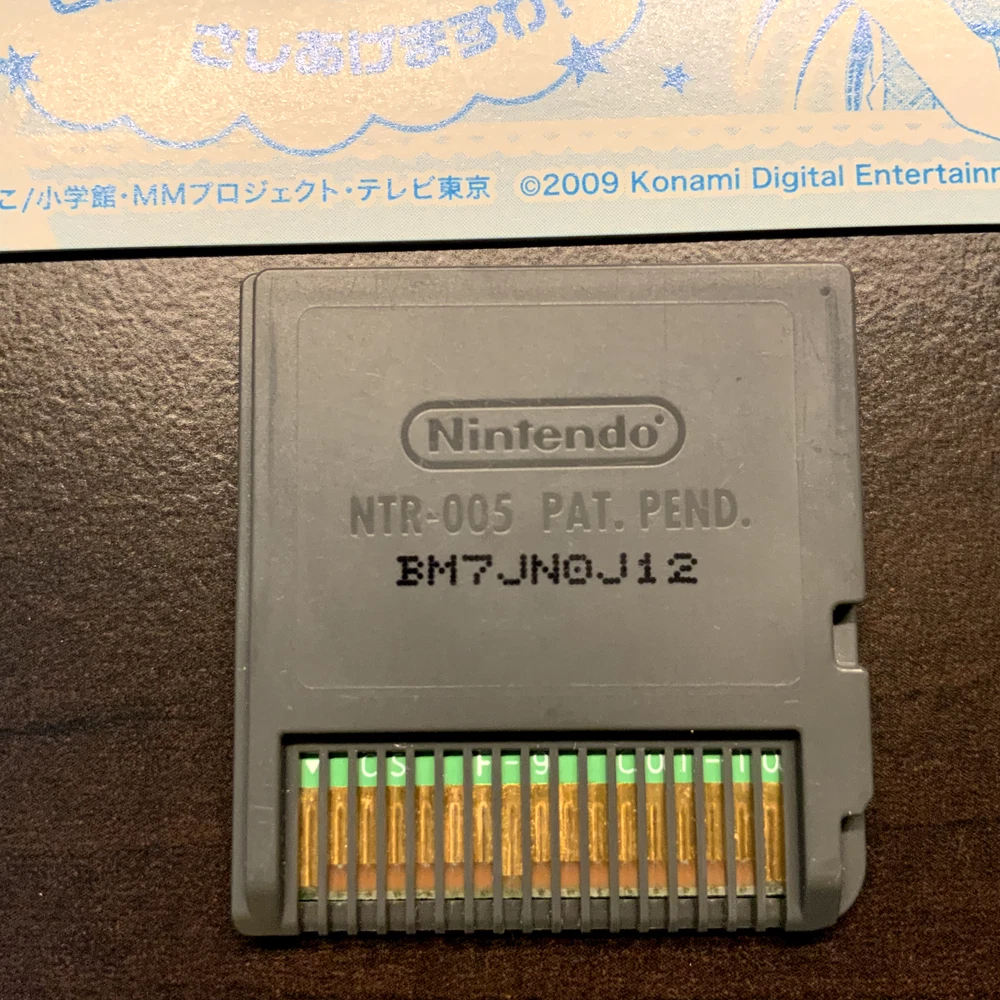 さしあげますわ!
こ/小学館・MMプロジェクト・テレビ東京 ©2009 Konami Digital
Nintendo
NTR-005 PAT. PEND.
BM7JN0J12